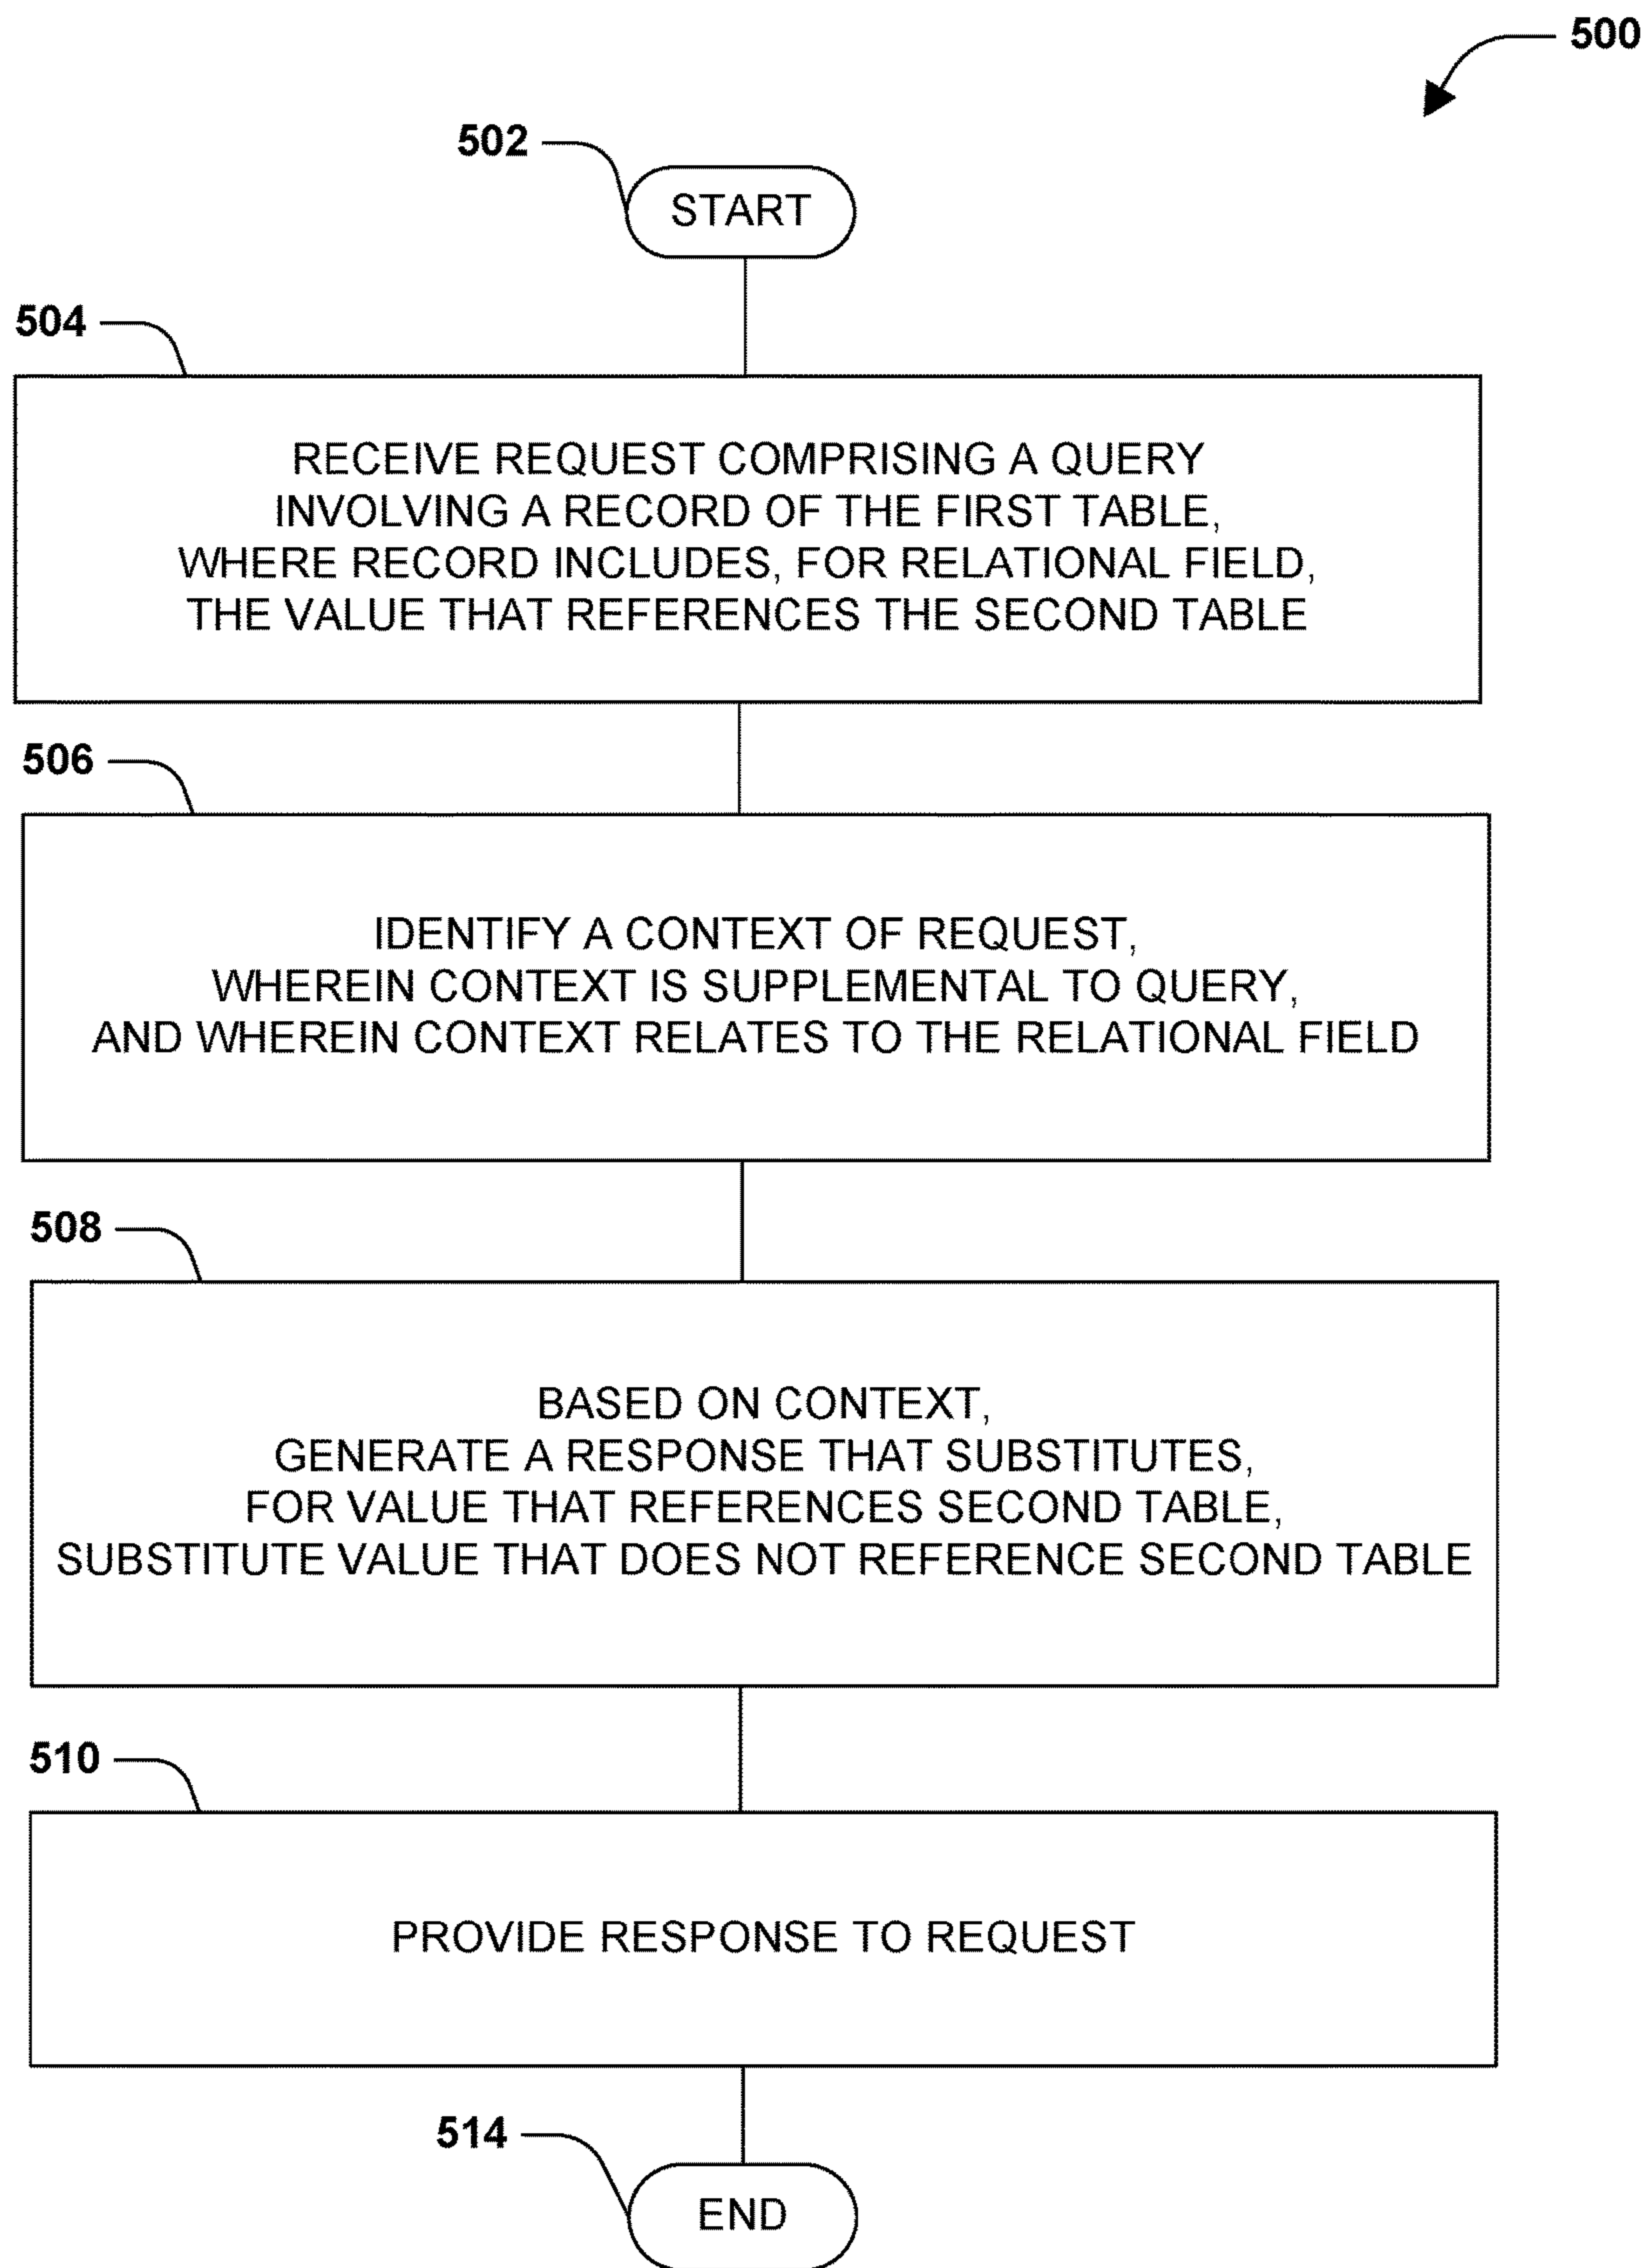 500
502
START
504
RECEIVE REQUEST COMPRISING A QUERY
INVOLVING A RECORD OF THE FIRST TABLE,
WHERE RECORD INCLUDES, FOR RELATIONAL FIELD,
THE VALUE THAT REFERENCES THE SECOND TABLE
506
IDENTIFY A CONTEXT OF REQUEST,
WHEREIN CONTEXT IS SUPPLEMENTAL TO QUERY,
AND WHEREIN CONTEXT RELATES TO THE RELATIONAL FIELD
508
BASED ON CONTEXT,
GENERATE A RESPONSE THAT SUBSTITUTES,
FOR VALUE THAT REFERENCES SECOND TABLE,
SUBSTITUTE VALUE THAT DOES NOT REFERENCE SECOND TABLE
510
PROVIDE RESPONSE TO REQUEST
514
END